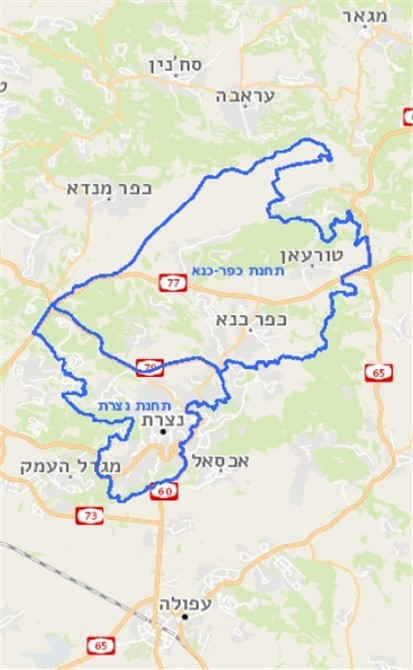 מגאר
סח'נין
עראבה
כפר מנדא
טורעאן
תחנת כפר-כנא
77
כפר כנא
79
65
תחנת נצרת
נצרת
אכסאל
מגדל העמק
60
73
עפולה
65